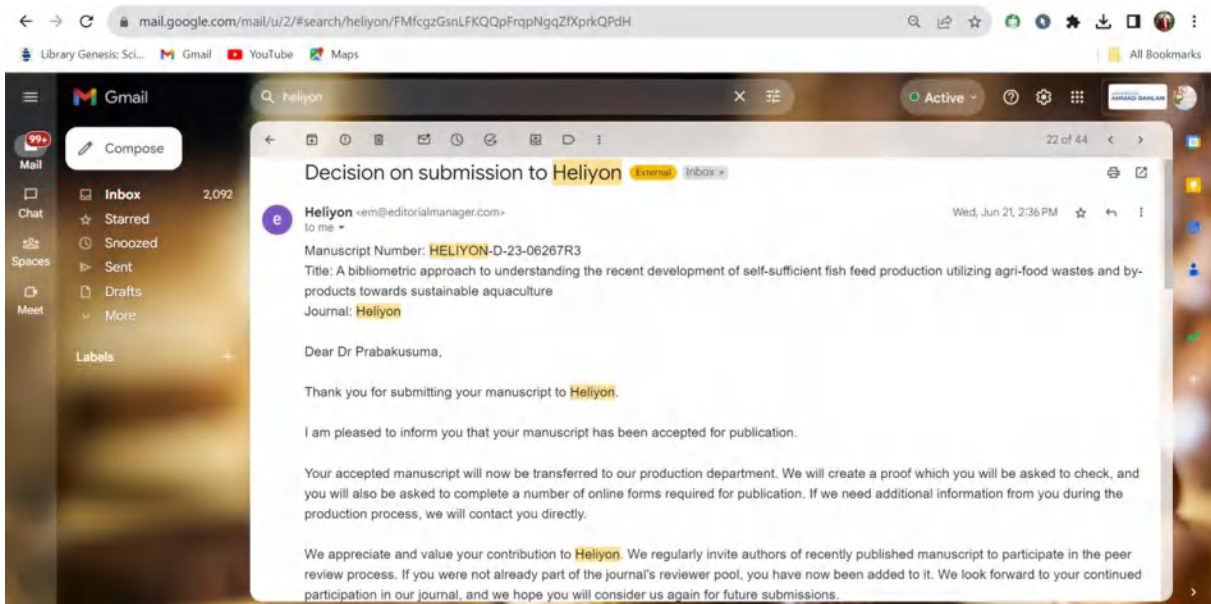 mail.google.com/mail/u/2/#search/heliyon/FMfcgzGsnLFKQQpFrqpNgqZfXprkQPdH
Library Genesis: Sci... Gmail YouTube Maps All Bookmarks
Gmail heliyon Active UNIVERSITAS AHMAD DAHLAN
99+
Mail
Chat
Spaces
Meet
Compose
Inbox 2,092
Starred
Snoozed
Sent
Drafts
More
Labels
22 of 44
Decision on submission to Heliyon External Inbox ×
e
Heliyon <em@editorialmanager.com> Wed, Jun 21, 2:36 PM
to me
Manuscript Number: HELIYON-D-23-06267R3
Title: A bibliometric approach to understanding the recent development of self-sufficient fish feed production utilizing agri-food wastes and by-
products towards sustainable aquaculture
Journal: Heliyon
Dear Dr Prabakusuma,
Thank you for submitting your manuscript to Heliyon.
I am pleased to inform you that your manuscript has been accepted for publication.
Your accepted manuscript will now be transferred to our production department. We will create a proof which you will be asked to check, and
you will also be asked to complete a number of online forms required for publication. If we need additional information from you during the
production process, we will contact you directly.
We appreciate and value your contribution to Heliyon. We regularly invite authors of recently published manuscript to participate in the peer
review process. If you were not already part of the journal's reviewer pool, you have now been added to it. We look forward to your continued
participation in our journal, and we hope you will consider us again for future submissions.